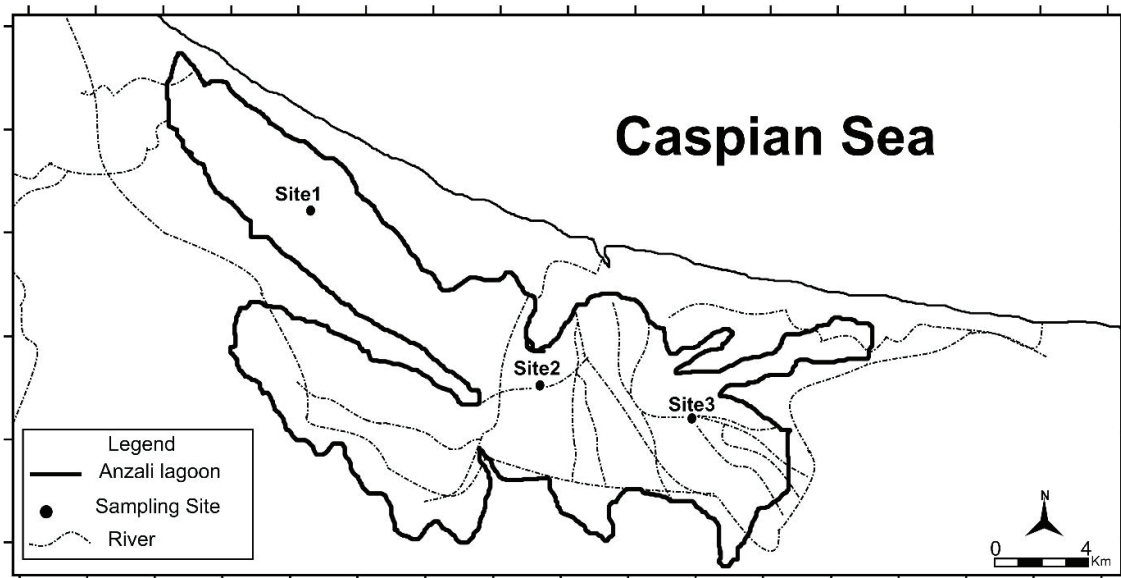 Caspian Sea
Site1
Site2
Site3
Legend
Anzali lagoon
Sampling Site
River
N
0 4 Km